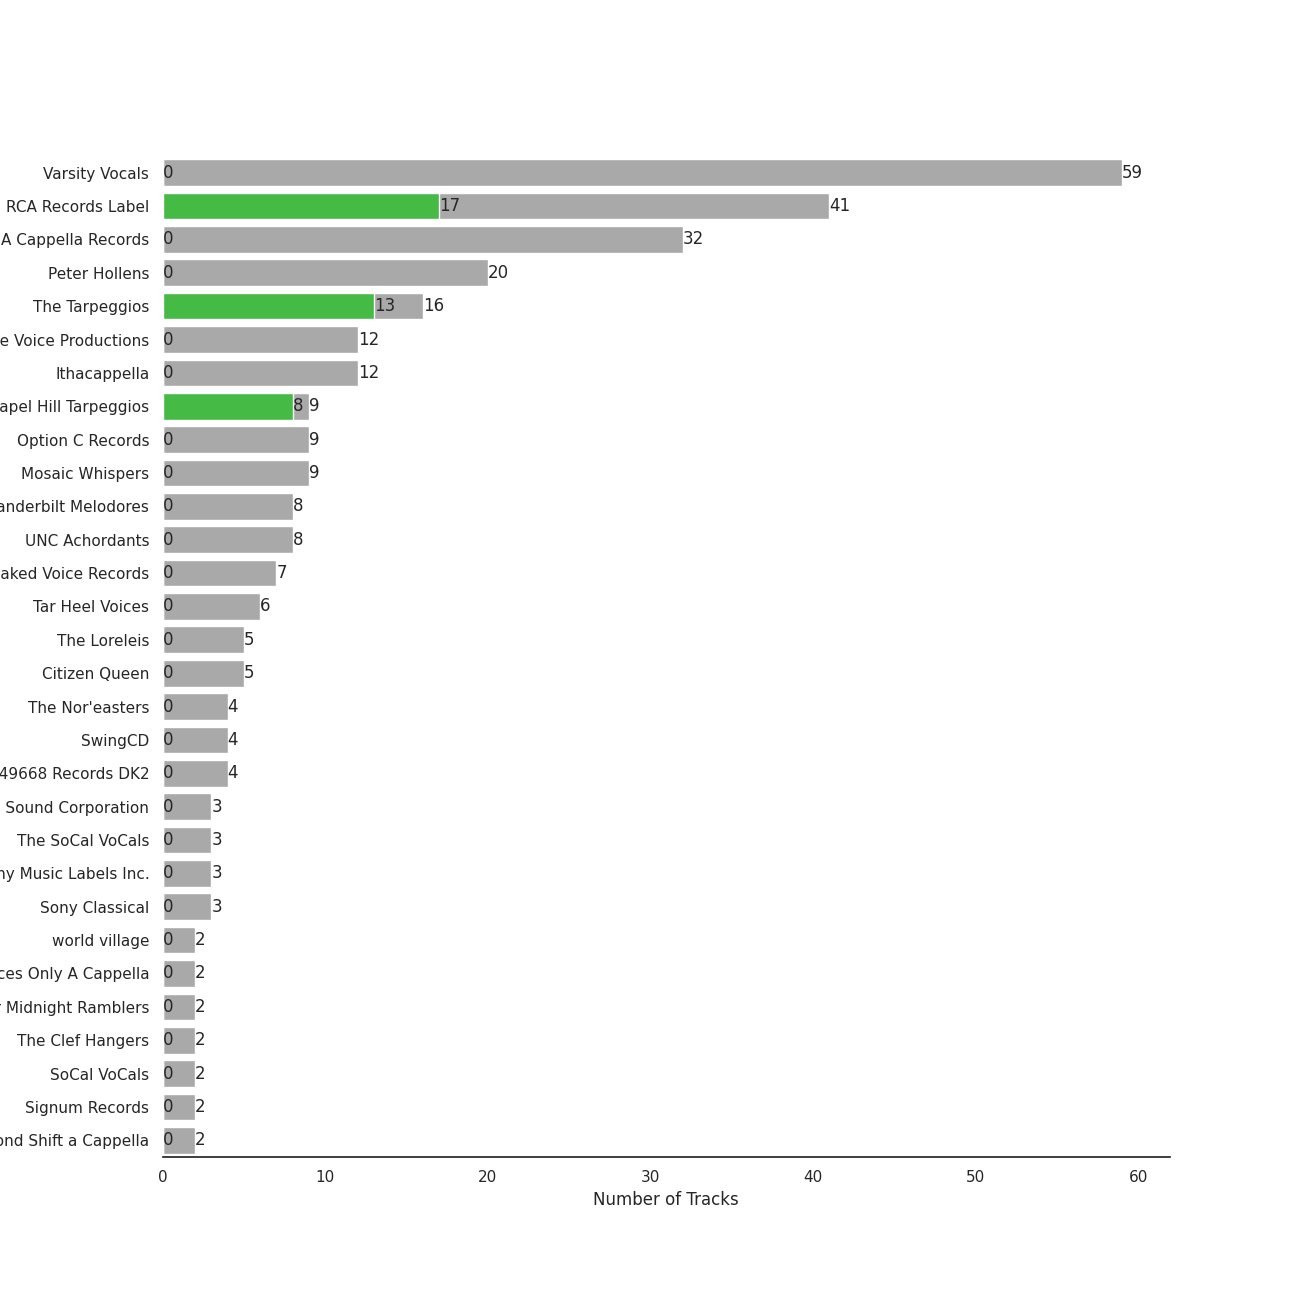 Varsity Vocals 0 59
RCA Records Label 17 41
A Cappella Records 0 32
Peter Hollens 0 20
The Tarpeggios 13 16
e Voice Productions 0 12
Ithacappella 0 12
apel Hill Tarpeggios 8 9
Option C Records 0 9
Mosaic Whispers 0 9
anderbilt Melodores 0 8
UNC Achordants 0 8
aked Voice Records 0 7
Tar Heel Voices 0 6
The Loreleis 0 5
Citizen Queen 0 5
The Nor'easters 0 4
SwingCD 0 4
49668 Records DK2 0 4
Sound Corporation 0 3
The SoCal VoCals 0 3
ny Music Labels Inc. 0 3
Sony Classical 0 3
world village 0 2
ces Only A Cappella 0 2
Midnight Ramblers 0 2
The Clef Hangers 0 2
SoCal VoCals 0 2
Signum Records 0 2
ond Shift a Cappella 0 2
0 10 20 30 40 50 60
Number of Tracks